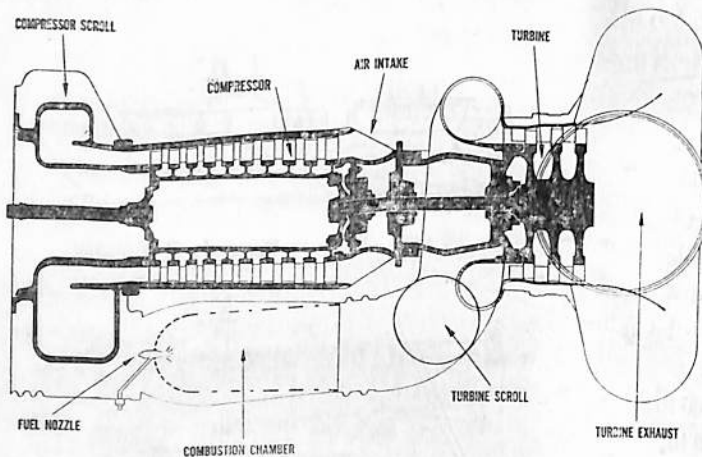 COMPRESSOR SCROLL
TURBINE
AIR INTAKE
COMPRESSOR
TURBINE SCROLL
FUEL NOZZLE
TURBINE EXHAUST
COMBUSTION CHAMBER